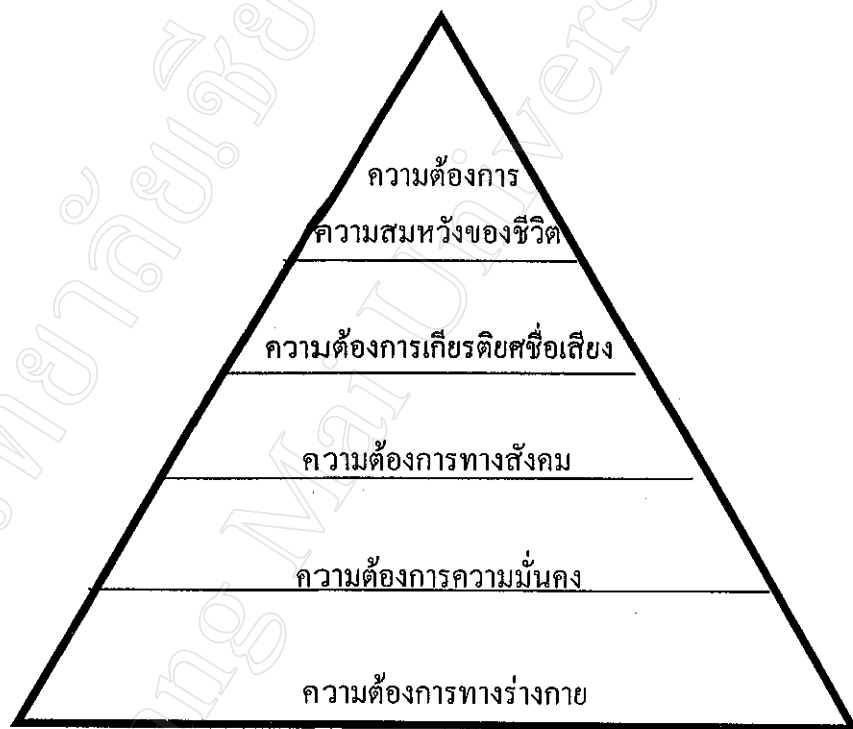 ความต้องการ
ความสมหวังของชีวิต
ความต้องการเกียรติยศชื่อเสียง
ความต้องการทางสังคม
ความต้องการความมั่นคง
ความต้องการทางร่างกาย